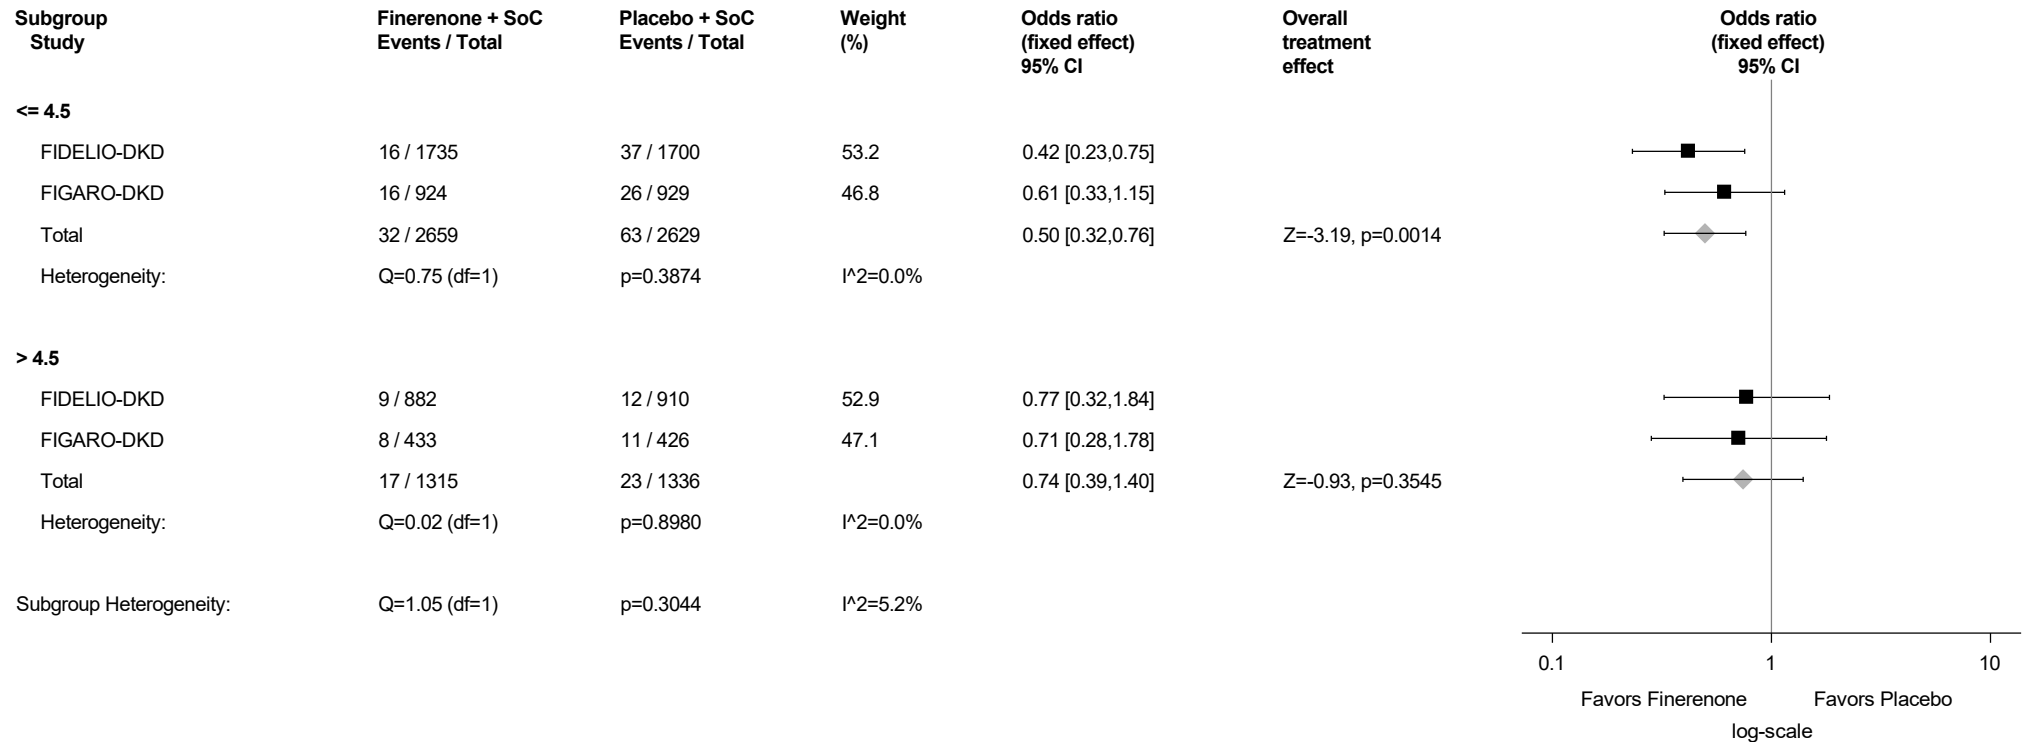 Subgroup Finerenone + SoC Placebo + SoC Weight Odds ratio Overall Odds ratio
Study Events / Total Events / Total (%) (fixed effect) treatment (fixed effect)
95% CI effect 95% CI
<= 4.5
FIDELIO-DKD 16 / 1735 37 / 1700 53.2 0.42 [0.23,0.75]
FIGARO-DKD 16 / 924 26 / 929 46.8 0.61 [0.33,1.15]
Total 32 / 2659 63 / 2629 0.50 [0.32,0.76] Z=-3.19, p=0.0014
Heterogeneity: Q=0.75 (df=1) p=0.3874 I^2=0.0%
> 4.5
FIDELIO-DKD 9 / 882 12 / 910 52.9 0.77 [0.32,1.84]
FIGARO-DKD 8 / 433 11 / 426 47.1 0.71 [0.28,1.78]
Total 17 / 1315 23 / 1336 0.74 [0.39,1.40] Z=-0.93, p=0.3545
Heterogeneity: Q=0.02 (df=1) p=0.8980 I^2=0.0%
Subgroup Heterogeneity: Q=1.05 (df=1) p=0.3044 I^2=5.2%
0.1 1 10
Favors Finerenone Favors Placebo
log-scale